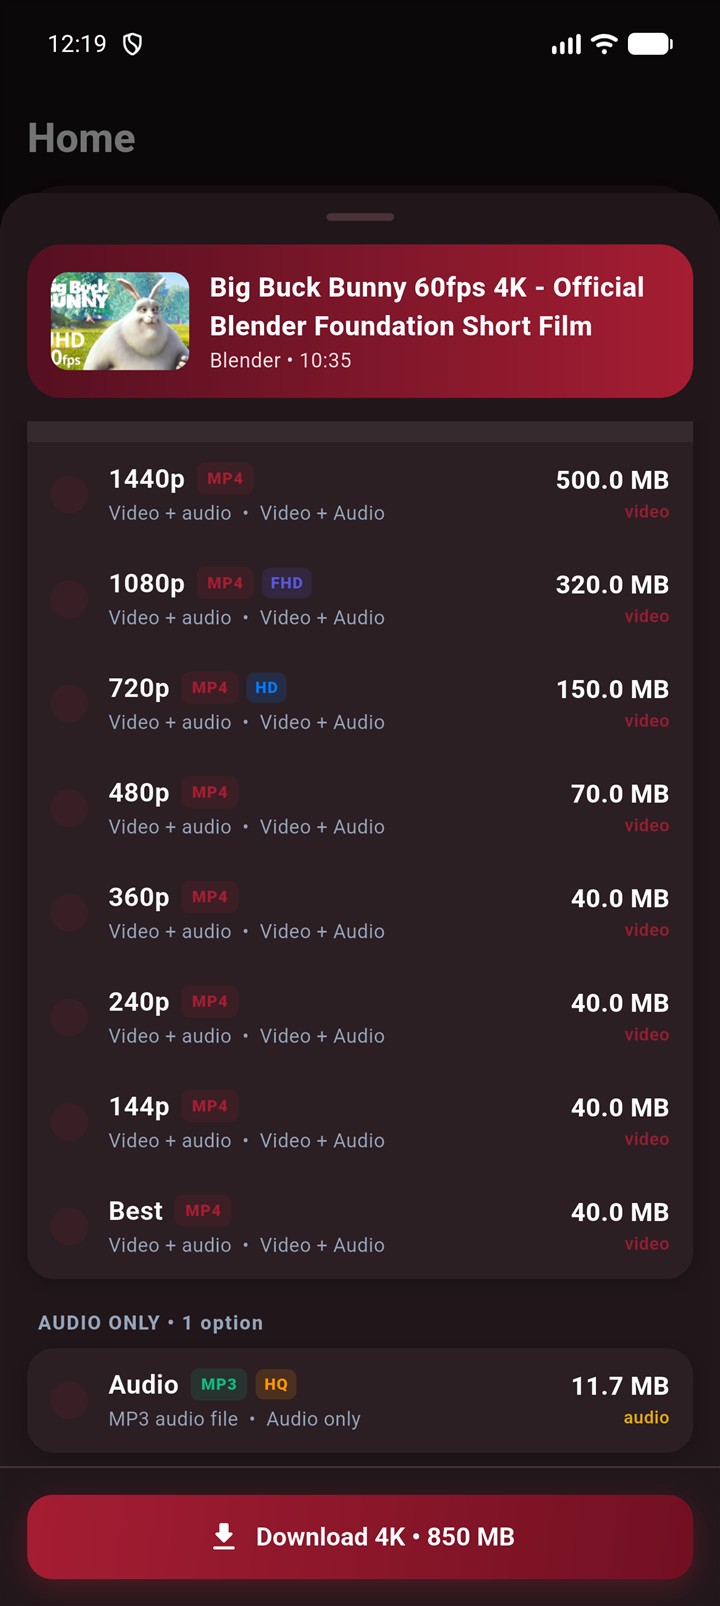 12:19
Home
ig Buck
BUNNY
HD
0fps
Big Buck Bunny 60fps 4K - Official
Blender Foundation Short Film
Blender • 10:35
1440p MP4 500.0 MB
Video + audio • Video + Audio video
1080p MP4 FHD 320.0 MB
Video + audio • Video + Audio video
720p MP4 HD 150.0 MB
Video + audio • Video + Audio video
480p MP4 70.0 MB
Video + audio • Video + Audio video
360p MP4 40.0 MB
Video + audio • Video + Audio video
240p MP4 40.0 MB
Video + audio • Video + Audio video
144p MP4 40.0 MB
Video + audio • Video + Audio video
Best MP4 40.0 MB
Video + audio • Video + Audio video
AUDIO ONLY • 1 option
Audio MP3 HQ 11.7 MB
MP3 audio file • Audio only audio
Download 4K • 850 MB